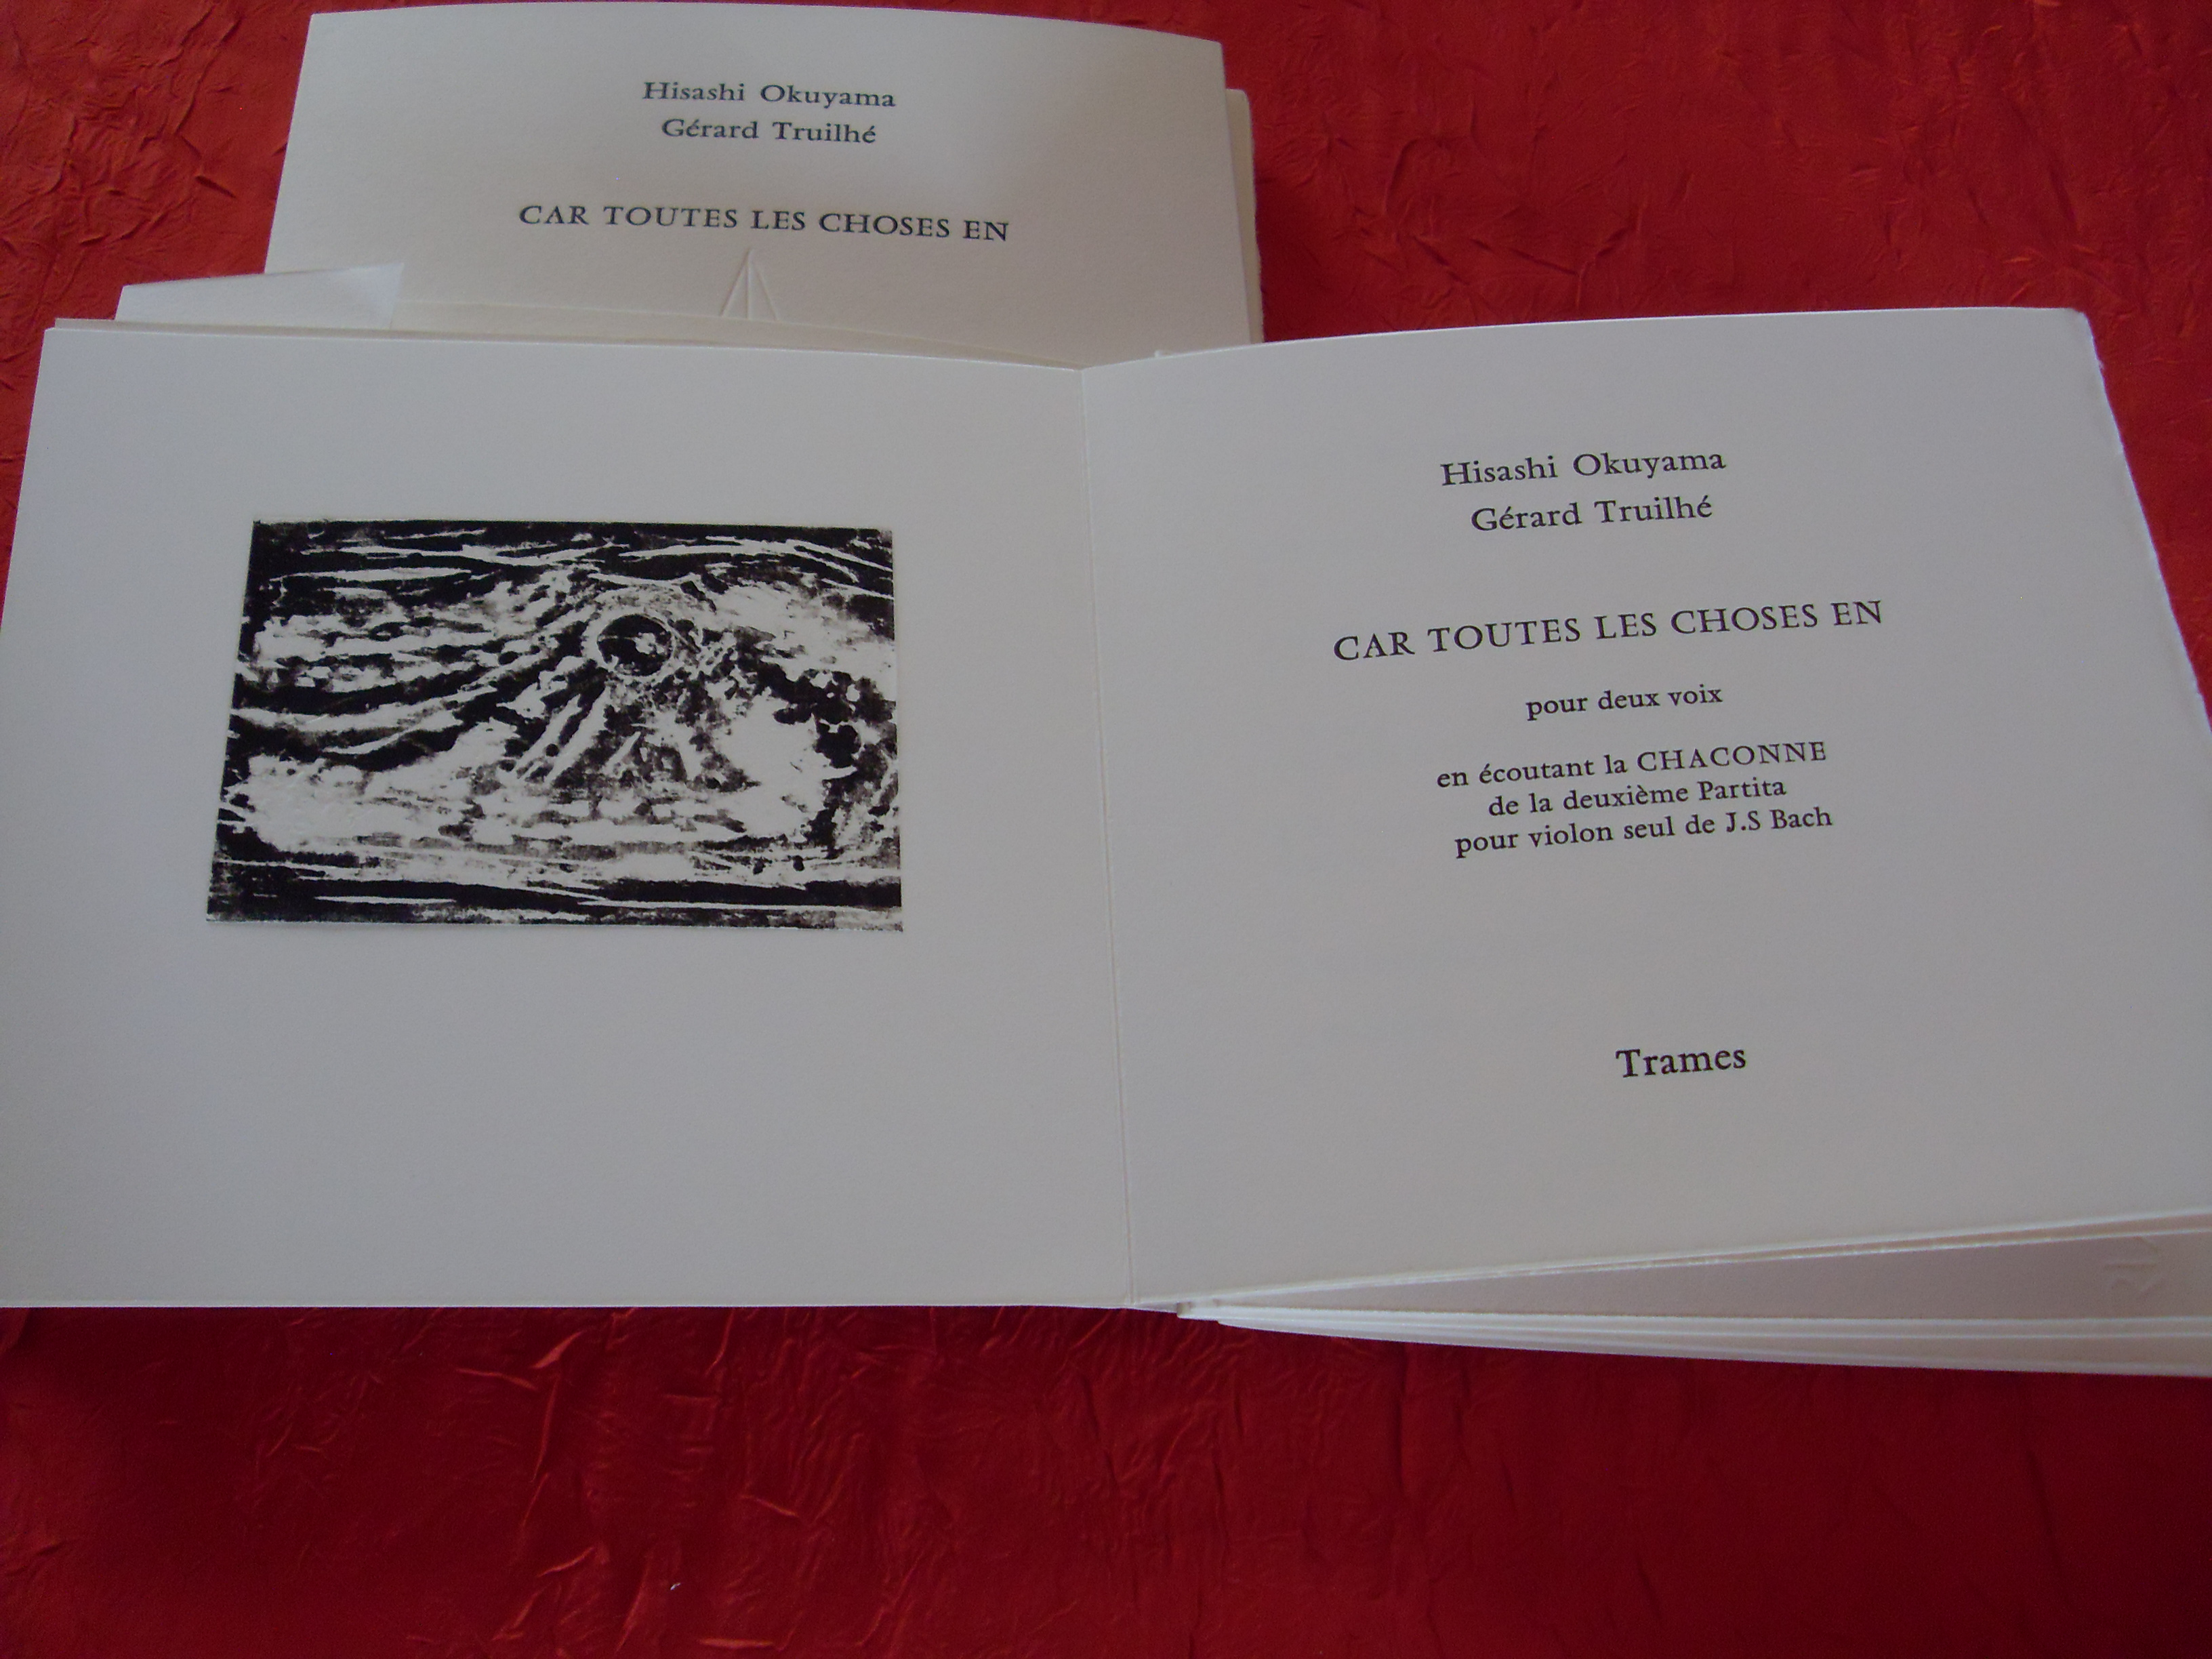 Hisashi Okuyama
Gérard Truilhé
CAR TOUTES LES CHOSES EN
Hisashi Okuyama
Gérard Truilhé
CAR TOUTES LES CHOSES EN
pour deux voix
en écoutant la CHACONNE
de la deuxième Partita
pour violon seul de J.S Bach
Trames